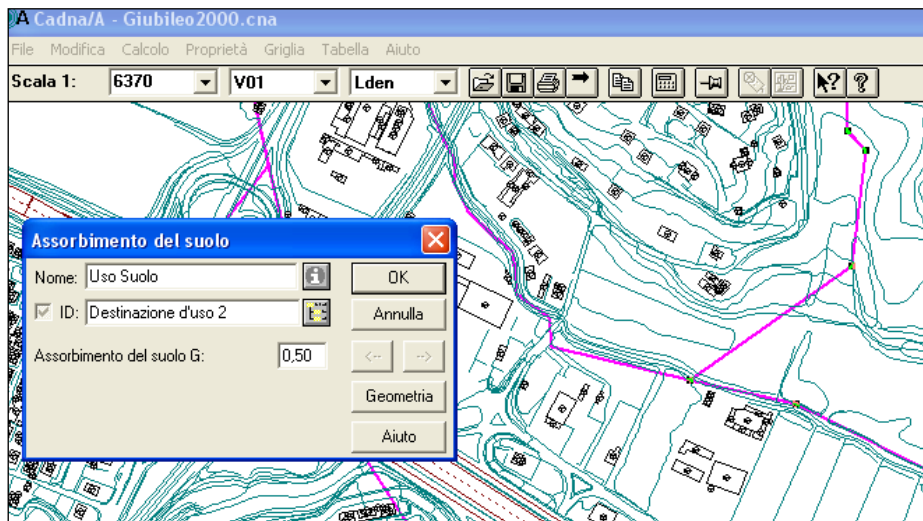 Cadna/A - Giubileo2000.cna
File Modifica Calcolo Proprietà Griglia Tabella Aiuto
Scala 1: 6370 V01 Lden
Assorbimento del suolo
Nome: Uso Suolo
OK
ID: Destinazione d'uso 2
Annulla
Assorbimento del suolo G: 0,50
<-- -->
Geometria
Aiuto